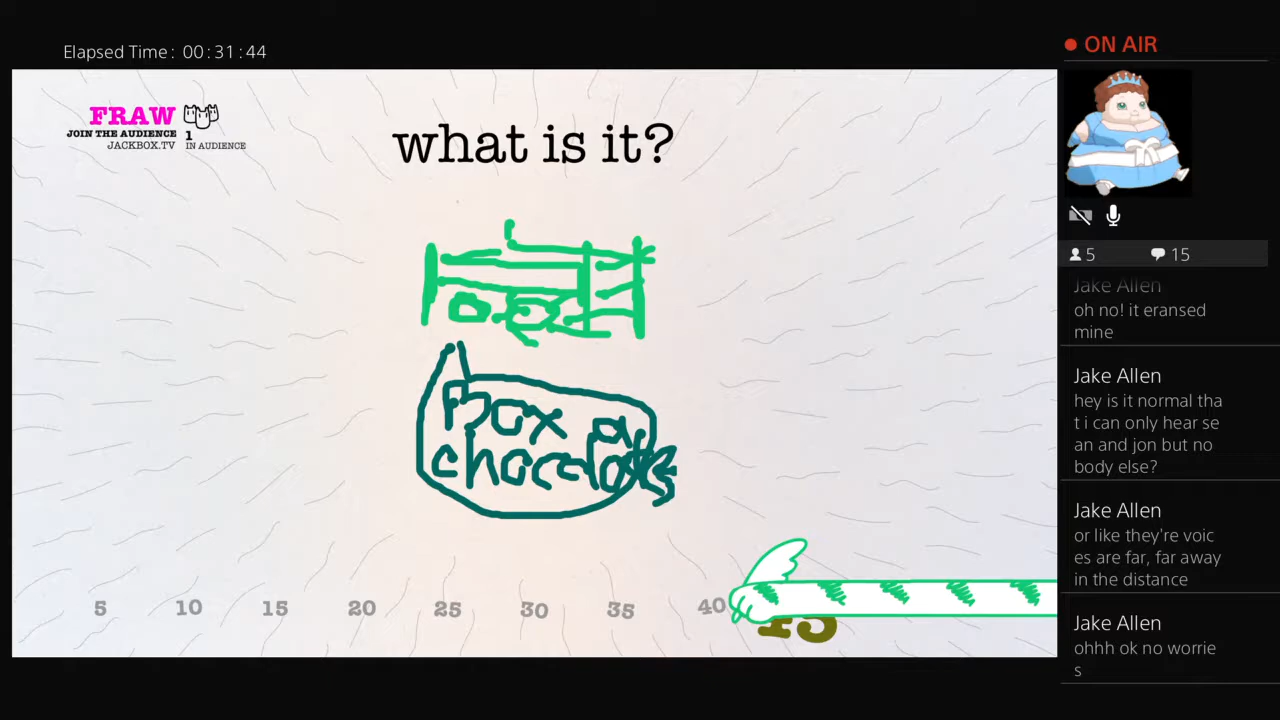 Elapsed Time: 00:31:44
ON AIR
FRAW
JOIN THE AUDIENCE
JACKBOX.TV
1
IN AUDIENCE
what is it?
box a
chocolate
5 10 15 20 25 30 35 40
5 15
Jake Allen
oh no! it eransed
mine
Jake Allen
hey is it normal tha
t i can only hear se
an and jon but no
body else?
Jake Allen
or like they're voic
es are far, far away
in the distance
Jake Allen
ohhh ok no worrie
s